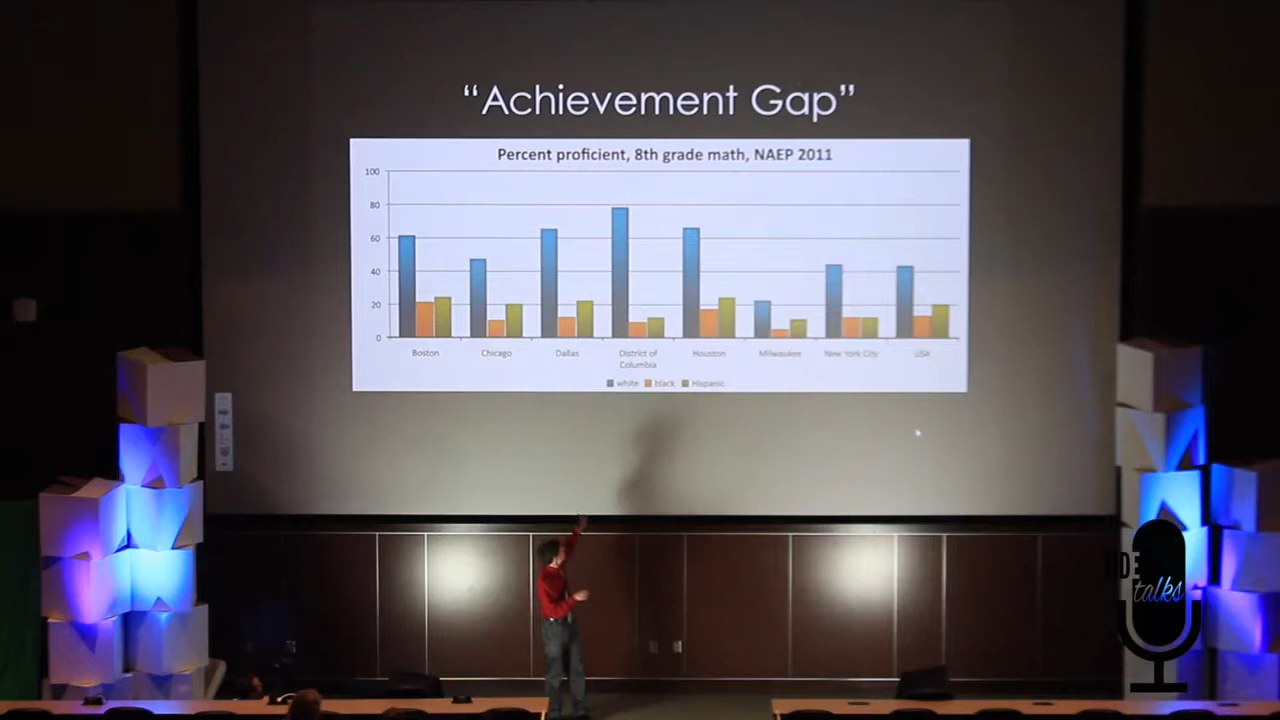 “Achievement Gap”
Percent proficient, 8th grade math, NAEP 2011
100
80
60
40
20
0
Boston Chicago Dallas District of Columbia Houston Milwaukee New York City USA
white black Hispanic
talks